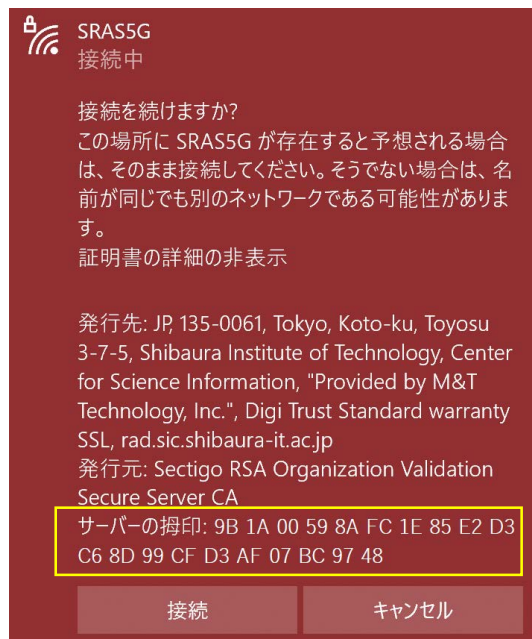 SRAS5G
接続中
接続を続けますか?
この場所に SRAS5G が存在すると予想される場合
は、そのまま接続してください。そうでない場合は、名
前が同じでも別のネットワークである可能性がありま
す。
証明書の詳細の非表示
発行先: JP, 135-0061, Tokyo, Koto-ku, Toyosu
3-7-5, Shibaura Institute of Technology, Center
for Science Information, "Provided by M&T
Technology, Inc.", Digi Trust Standard warranty
SSL, rad.sic.shibaura-it.ac.jp
発行元: Sectigo RSA Organization Validation
Secure Server CA
サーバーの拇印: 9B 1A 00 59 8A FC 1E 85 E2 D3
C6 8D 99 CF D3 AF 07 BC 97 48
接続 キャンセル